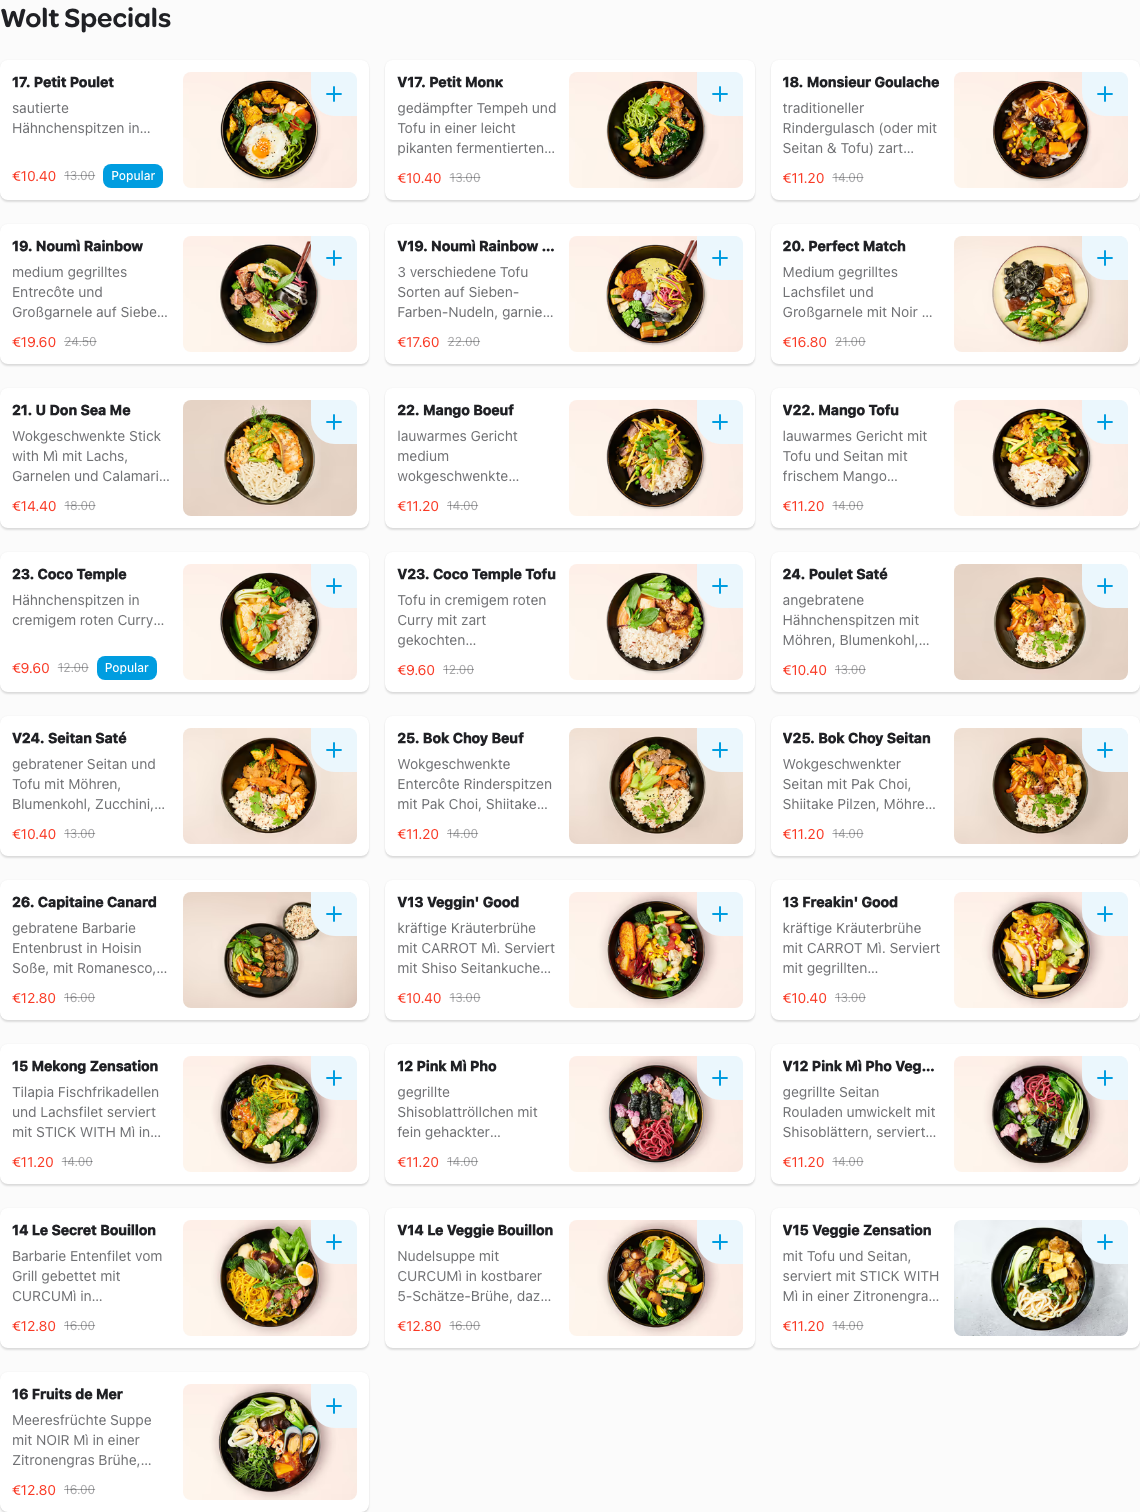 Wolt Specials
17. Petit Poulet
sautierte
Hähnchenspitzen in...
€10.40 13.00 Popular
V17. Petit Monк
gedämpfter Tempeh und
Tofu in einer leicht
pikanten fermentierten...
€10.40 13.00
18. Monsieur Goulache
traditioneller
Rindergulasch (oder mit
Seitan & Tofu) zart...
€11.20 14.00
19. Noumì Rainbow
medium gegrilltes
Entrecôte und
Großgarnele auf Siebe...
€19.60 24.50
V19. Noumì Rainbow ...
3 verschiedene Tofu
Sorten auf Sieben-
Farben-Nudeln, garnie...
€17.60 22.00
20. Perfect Match
Medium gegrilltes
Lachsfilet und
Großgarnele mit Noir ...
€16.80 21.00
21. U Don Sea Me
Wokgeschwenkte Stick
with Mì mit Lachs,
Garnelen und Calamari...
€14.40 18.00
22. Mango Boeuf
lauwarmes Gericht
medium
wokgeschwenkte...
€11.20 14.00
V22. Mango Tofu
lauwarmes Gericht mit
Tofu und Seitan mit
frischem Mango...
€11.20 14.00
23. Coco Temple
Hähnchenspitzen in
cremigem roten Curry...
€9.60 12.00 Popular
V23. Coco Temple Tofu
Tofu in cremigem roten
Curry mit zart
gekochten...
€9.60 12.00
24. Poulet Saté
angebratene
Hähnchenspitzen mit
Möhren, Blumenkohl,...
€10.40 13.00
V24. Seitan Saté
gebratener Seitan und
Tofu mit Möhren,
Blumenkohl, Zucchini,...
€10.40 13.00
25. Bok Choy Beuf
Wokgeschwenkte
Entercôte Rinderspitzen
mit Pak Choi, Shiitake...
€11.20 14.00
V25. Bok Choy Seitan
Wokgeschwenkter
Seitan mit Pak Choi,
Shiitake Pilzen, Möhre...
€11.20 14.00
26. Capitaine Canard
gebratene Barbarie
Entenbrust in Hoisin
Soße, mit Romanesco,...
€12.80 16.00
V13 Veggin' Good
kräftige Kräuterbrühe
mit CARROT Mì. Serviert
mit Shiso Seitankuche...
€10.40 13.00
13 Freakin' Good
kräftige Kräuterbrühe
mit CARROT Mì. Serviert
mit gegrillten...
€10.40 13.00
15 Mekong Zensation
Tilapia Fischfrikadellen
und Lachsfilet serviert
mit STICK WITH Mì in...
€11.20 14.00
12 Pink Mì Pho
gegrillte
Shisoblattröllchen mit
fein gehackter...
€11.20 14.00
V12 Pink Mì Pho Veg...
gegrillte Seitan
Rouladen umwickelt mit
Shisoblättern, serviert...
€11.20 14.00
14 Le Secret Bouillon
Barbarie Entenfilet vom
Grill gebettet mit
CURCUMì in...
€12.80 16.00
V14 Le Veggie Bouillon
Nudelsuppe mit
CURCUMì in kostbarer
5-Schätze-Brühe, daz...
€12.80 16.00
V15 Veggie Zensation
mit Tofu und Seitan,
serviert mit STICK WITH
Mì in einer Zitronengra...
€11.20 14.00
16 Fruits de Mer
Meeresfrüchte Suppe
mit NOIR Mì in einer
Zitronengras Brühe,...
€12.80 16.00